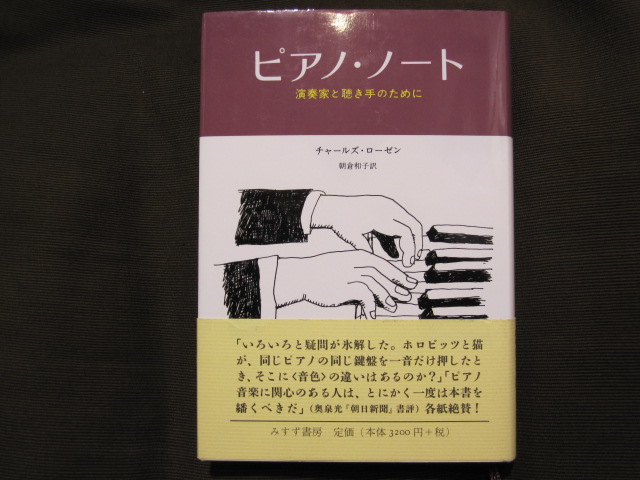 ピアノ・ノート
演奏家と聴き手のために
チャールズ・ローゼン
朝倉和子訳
「いろいろと疑問が氷解した。ホロビッツと猫
が、同じピアノの同じ鍵盤を一音だけ押したと
き、そこに〈音色〉の違いはあるのか？」「ピアノ
音楽に関心のある人は、とにかく一度は本書を
繙くべきだ」（奥泉光『朝日新聞』書評）各紙絶賛！
みすず書房 定価（本体3200円＋税）